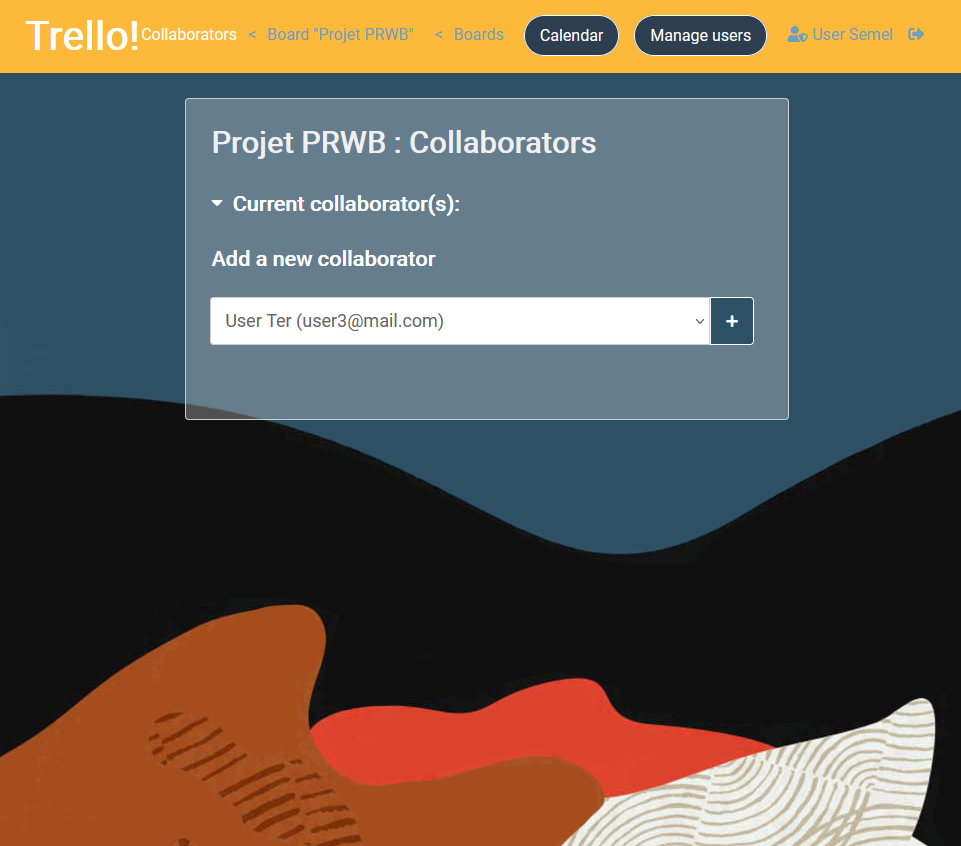 Trello! Collaborators < Board "Projet PRWB" < Boards Calendar Manage users User Semel
Projet PRWB : Collaborators
Current collaborator(s):
Add a new collaborator
User Ter (user3@mail.com) +